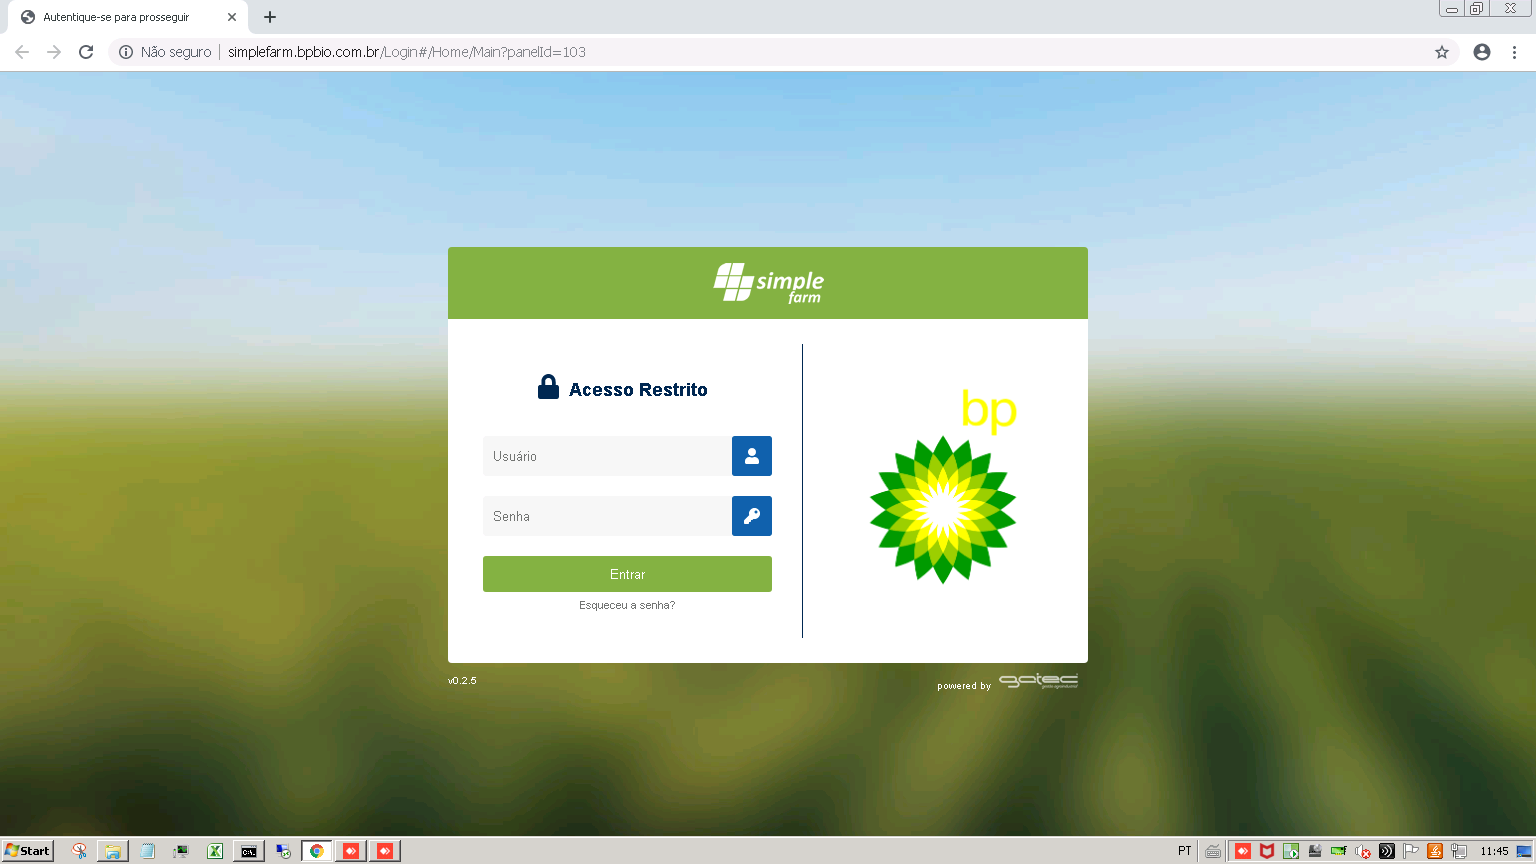 Autentique-se para prosseguir
Não seguro
simplefarm.bpbio.com.br/Login#/Home/Main?panelId=103
simple
farm
Acesso Restrito
bp
Usuário
Senha
Entrar
Esqueceu a senha?
v0.2.5
powered by gatec
Start
PT
11:45